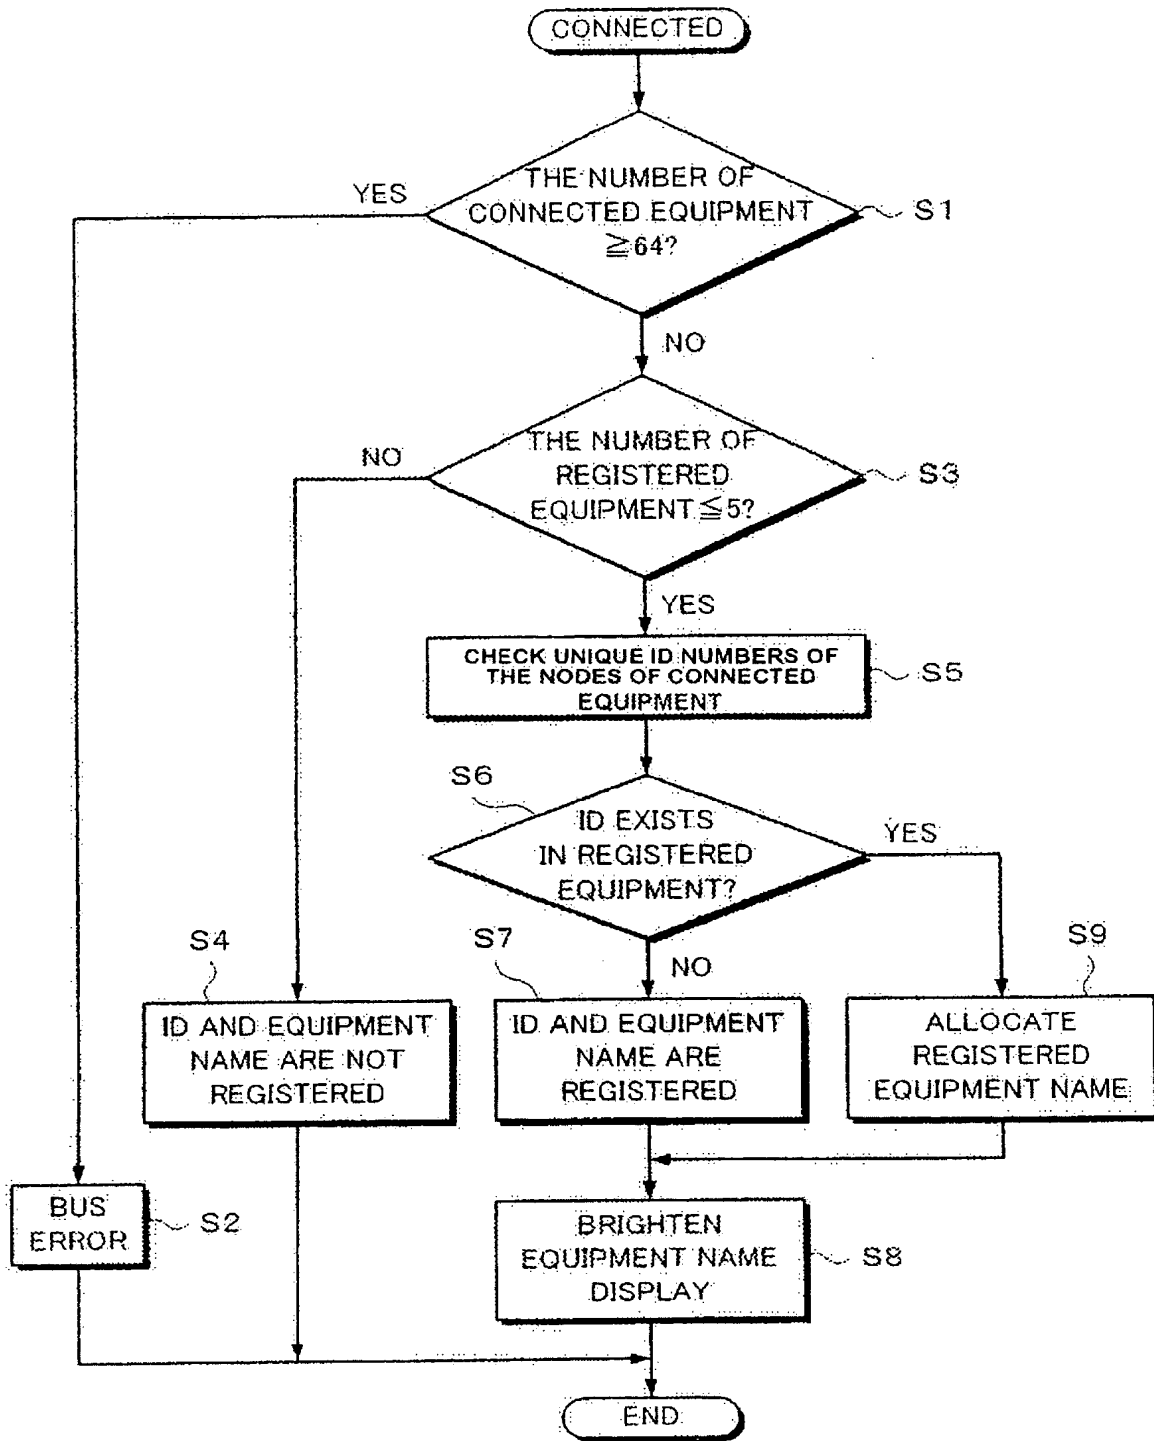 CONNECTED
THE NUMBER OF
CONNECTED EQUIPMENT
≧64?
YES
S1
NO
THE NUMBER OF
REGISTERED
EQUIPMENT≦5?
NO
S3
YES
CHECK UNIQUE ID NUMBERS OF
THE NODES OF CONNECTED
EQUIPMENT
S5
S6
ID EXISTS
IN REGISTERED
EQUIPMENT?
YES
NO
S4
ID AND EQUIPMENT
NAME ARE NOT
REGISTERED
S7
ID AND EQUIPMENT
NAME ARE
REGISTERED
S9
ALLOCATE
REGISTERED
EQUIPMENT NAME
BUS
ERROR
S2
BRIGHTEN
EQUIPMENT NAME
DISPLAY
S8
END